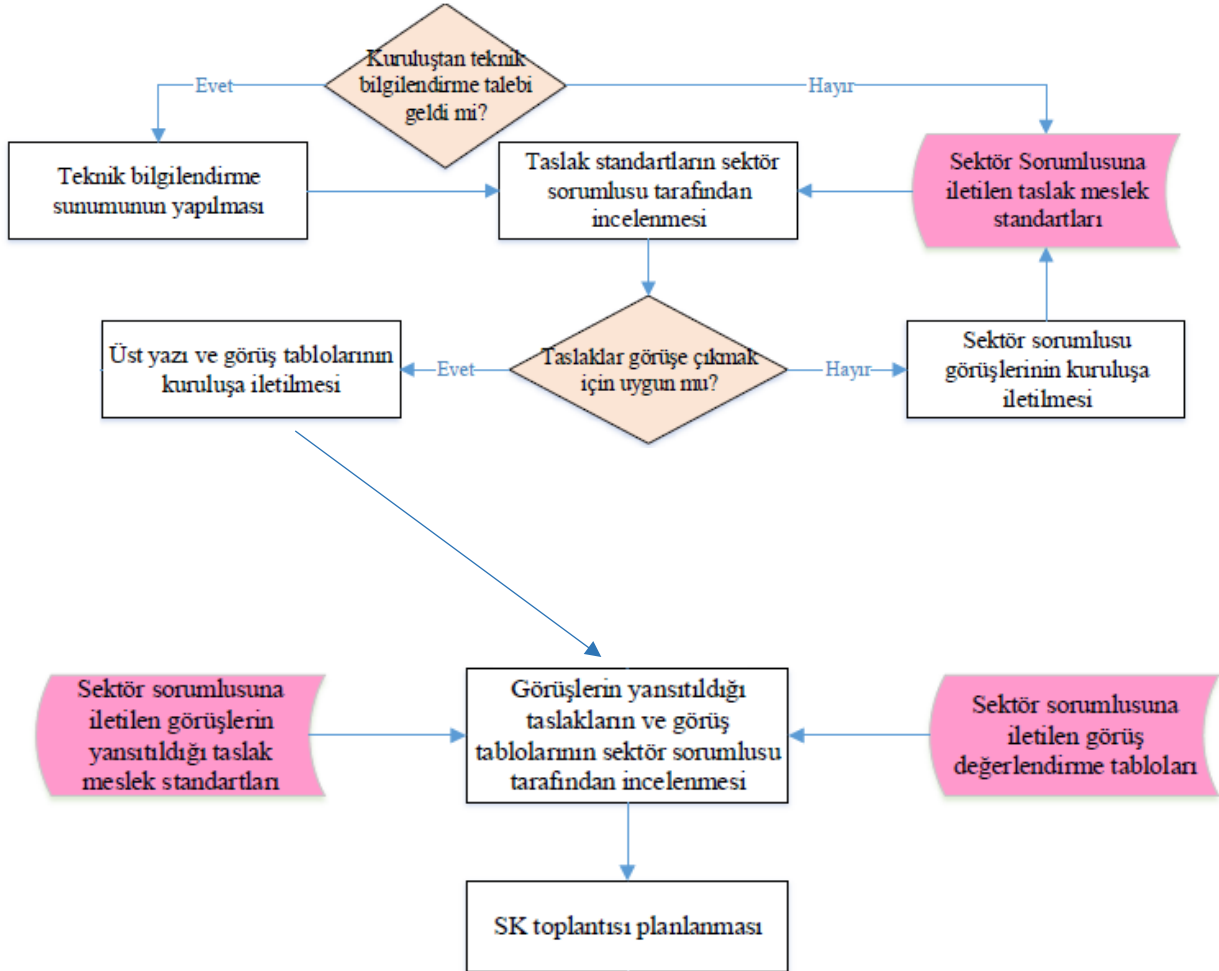 Kuruluştan teknik
bilgilendirme talebi
geldi mi?
Evet
Hayır
Teknik bilgilendirme
sunumunun yapılması
Taslak standartların sektör
sorumlusu tarafından
incelenmesi
Sektör Sorumlusuna
iletilen taslak meslek
standartları
Üst yazı ve görüş tablolarının
kuruluşa iletilmesi
Evet
Taslaklar görüşe çıkmak
için uygun mu?
Hayır
Sektör sorumlusu
görüşlerinin kuruluşa
iletilmesi
Sektör sorumlusuna
iletilen görüşlerin
yansıtıldığı taslak
meslek standartları
Görüşlerin yansıtıldığı
taslakların ve görüş
tablolarının sektör sorumlusu
tarafından incelenmesi
Sektör sorumlusuna
iletilen görüş
değerlendirme tabloları
SK toplantısı planlanması